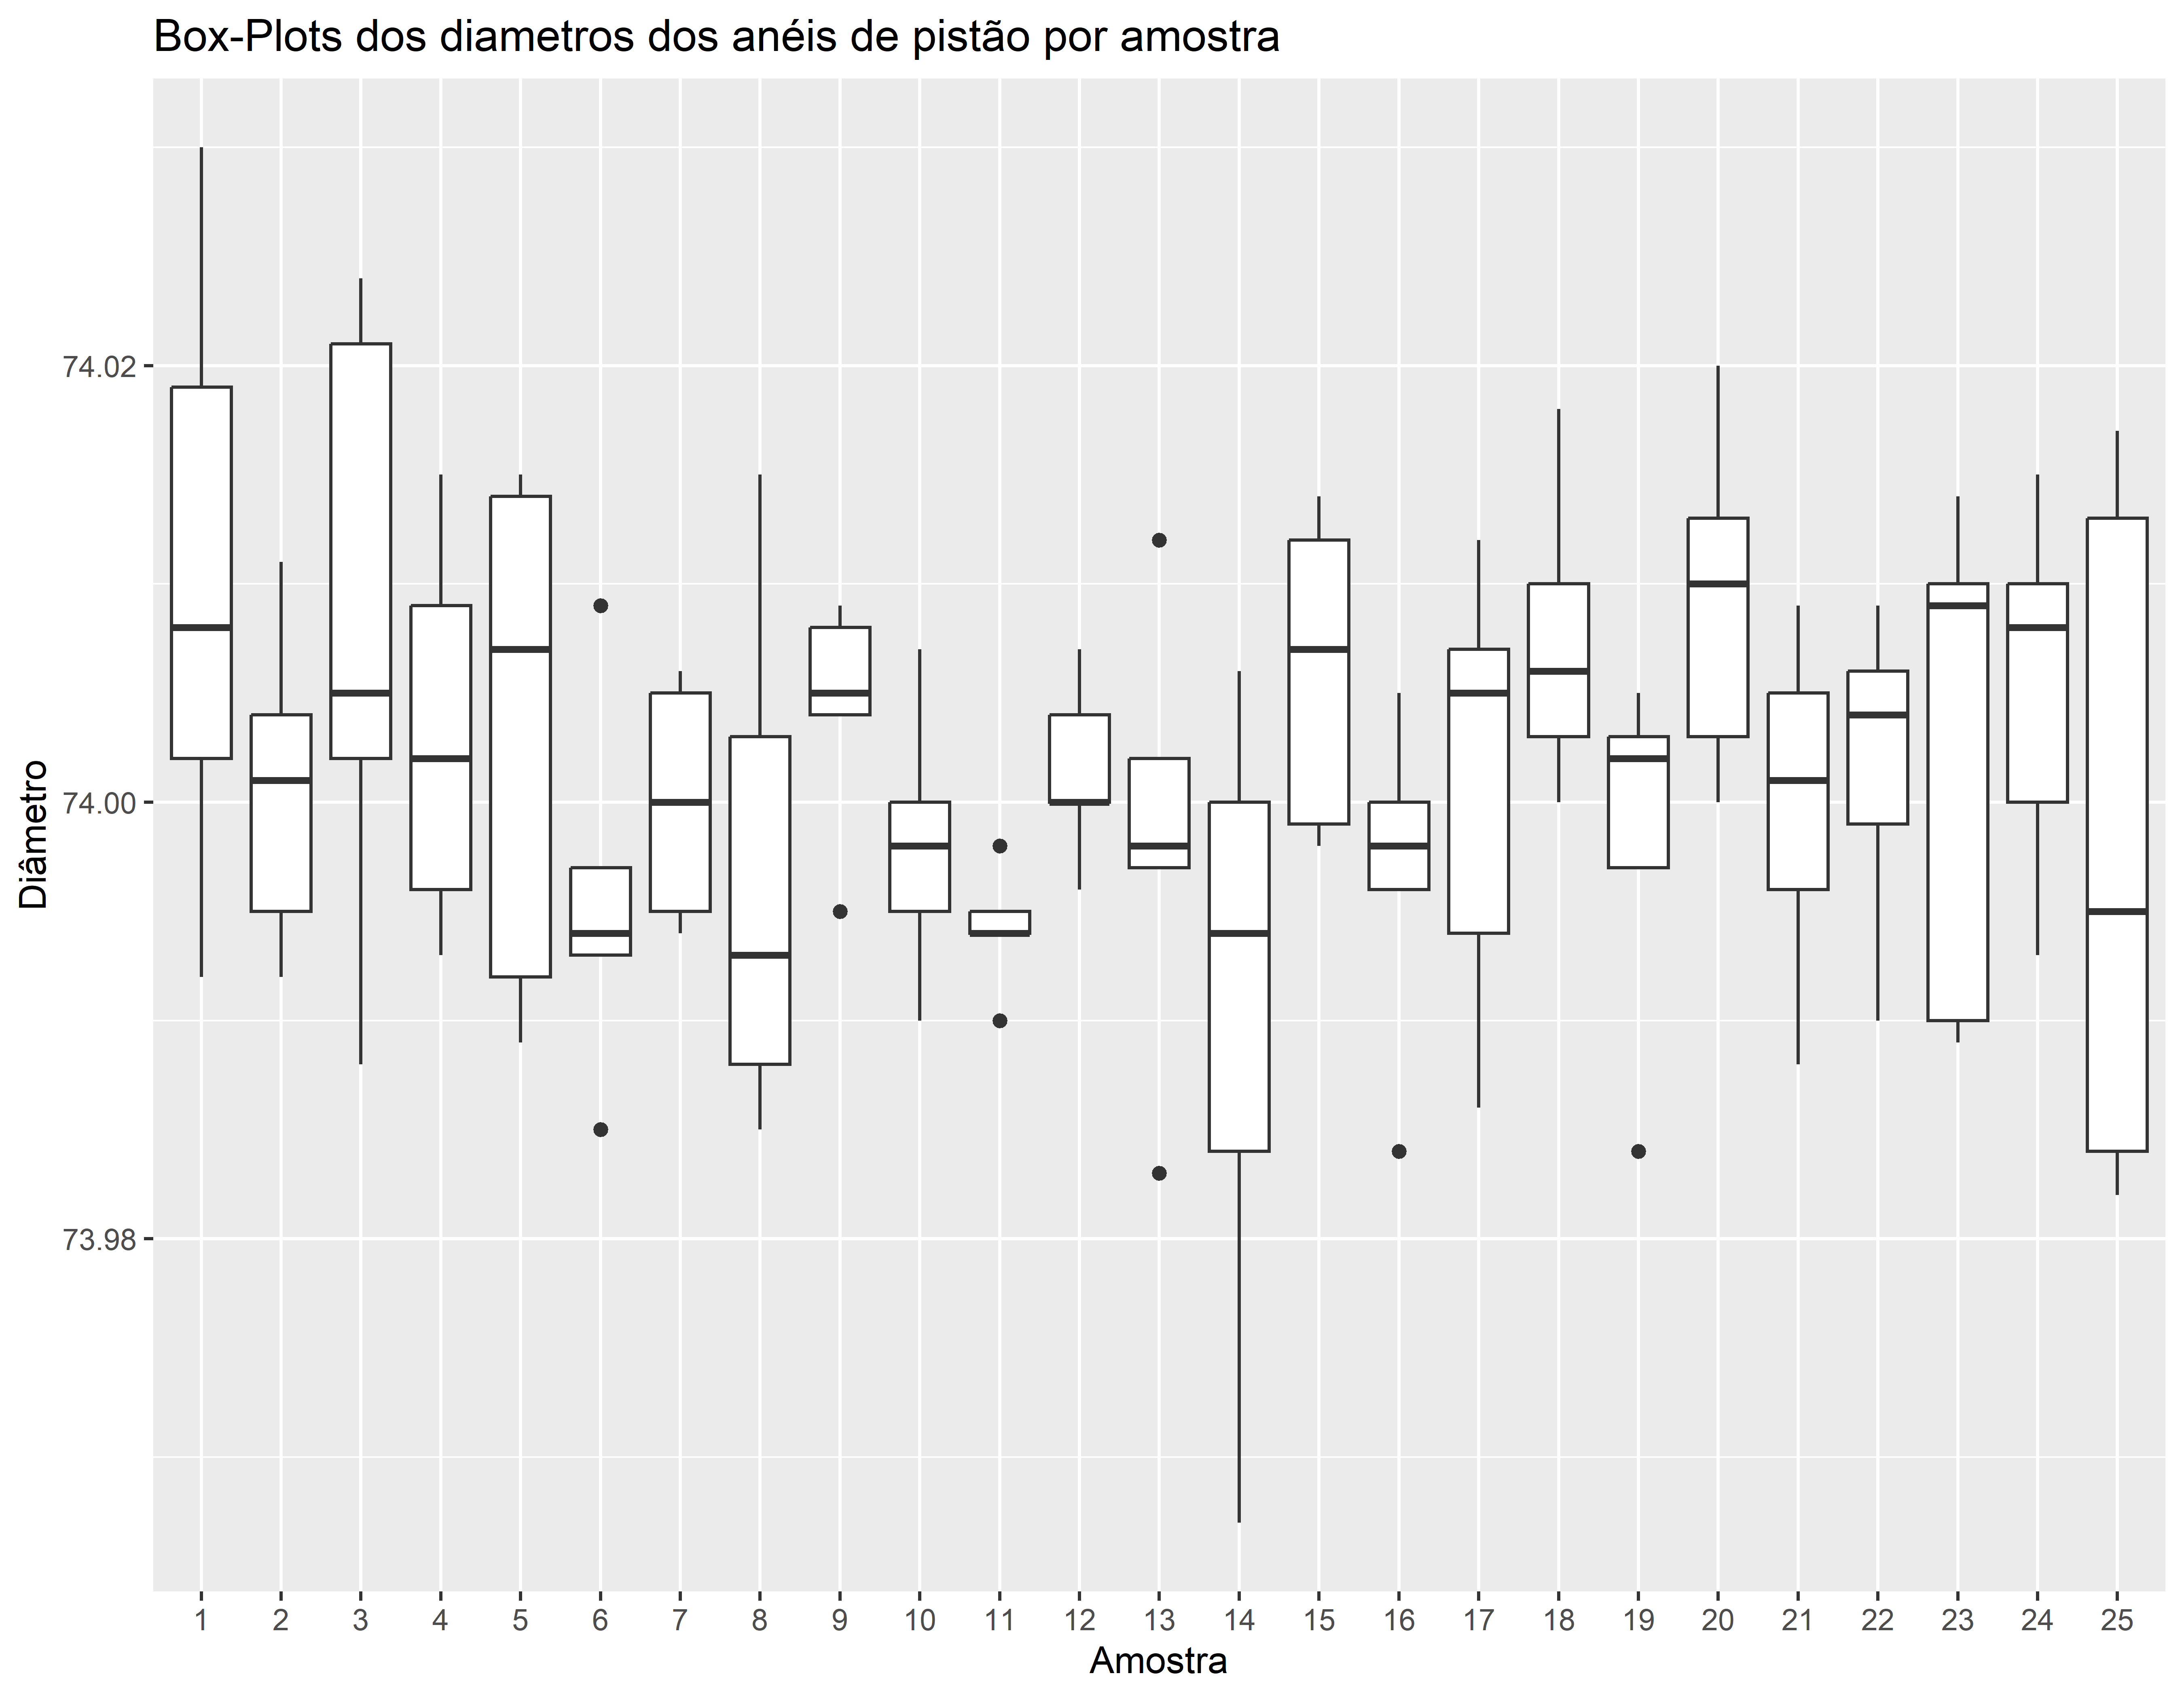 Box-Plots dos diametros dos anéis de pistão por amostra
Diâmetro
74.02
74.00
73.98
1 2 3 4 5 6 7 8 9 10 11 12 13 14 15 16 17 18 19 20 21 22 23 24 25
Amostra